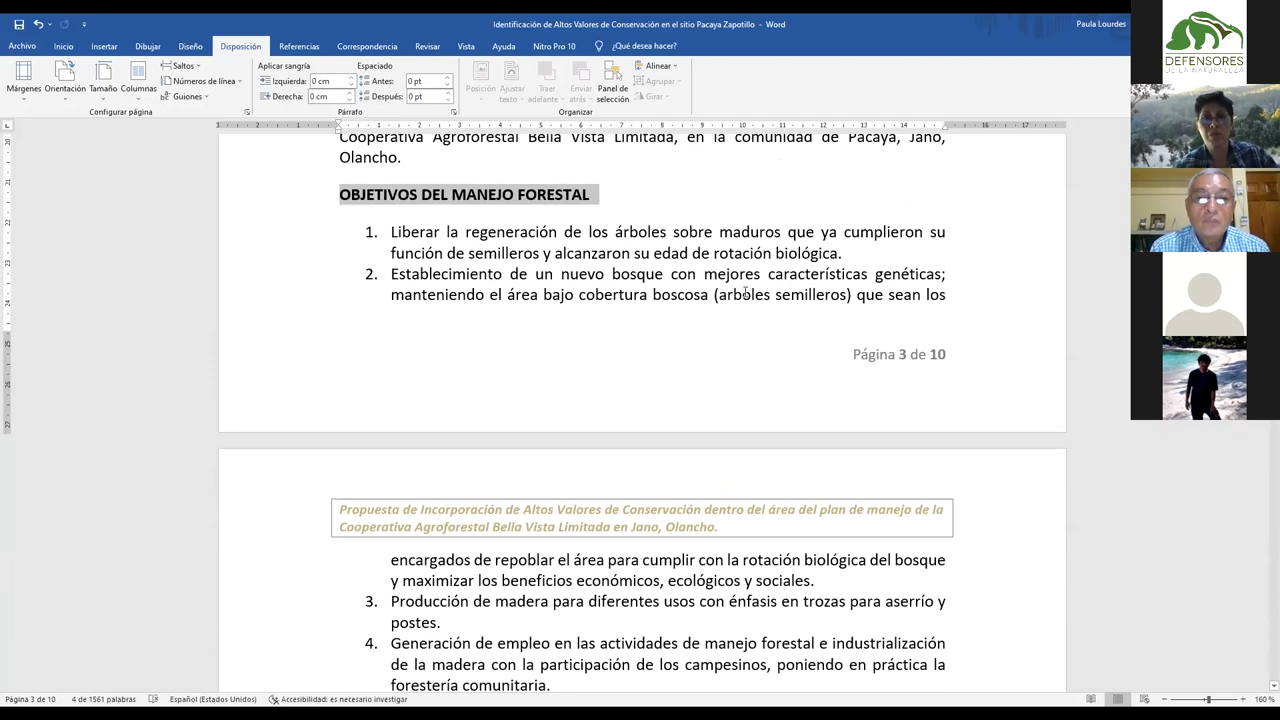 Identificación de Altos Valores de Conservación en el sitio Pacaya Zapotillo - Word
Paula Lourdes
Archivo Inicio Insertar Dibujar Diseño Disposición Referencias Correspondencia Revisar Vista Ayuda Nitro Pro 10 ¿Qué desea hacer?
Márgenes Orientación Tamaño Columnas
Saltos
Números de línea
Guiones
Configurar página
Aplicar sangría Espaciado
Izquierda: 0 cm Antes: 0 pt
Derecha: 0 cm Después: 0 pt
Párrafo
Posición Ajustar texto Traer adelante Enviar atrás Panel de selección
Alinear
Agrupar
Girar
Organizar
DEFENSORES
DE LA NATURALEZA
Cooperativa Agroforestal Bella Vista Limitada, en la comunidad de Pacaya, Jano,
Olancho.
OBJETIVOS DEL MANEJO FORESTAL
1. Liberar la regeneración de los árboles sobre maduros que ya cumplieron su
función de semilleros y alcanzaron su edad de rotación biológica.
2. Establecimiento de un nuevo bosque con mejores características genéticas;
manteniendo el área bajo cobertura boscosa (arboles semilleros) que sean los
Página 3 de 10
Propuesta de Incorporación de Altos Valores de Conservación dentro del área del plan de manejo de la
Cooperativa Agroforestal Bella Vista Limitada en Jano, Olancho.
encargados de repoblar el área para cumplir con la rotación biológica del bosque
y maximizar los beneficios económicos, ecológicos y sociales.
3. Producción de madera para diferentes usos con énfasis en trozas para aserrío y
postes.
4. Generación de empleo en las actividades de manejo forestal e industrialización
de la madera con la participación de los campesinos, poniendo en práctica la
forestería comunitaria.
Página 3 de 10 4 de 1561 palabras Español (Estados Unidos) Accesibilidad: es necesario investigar 160 %